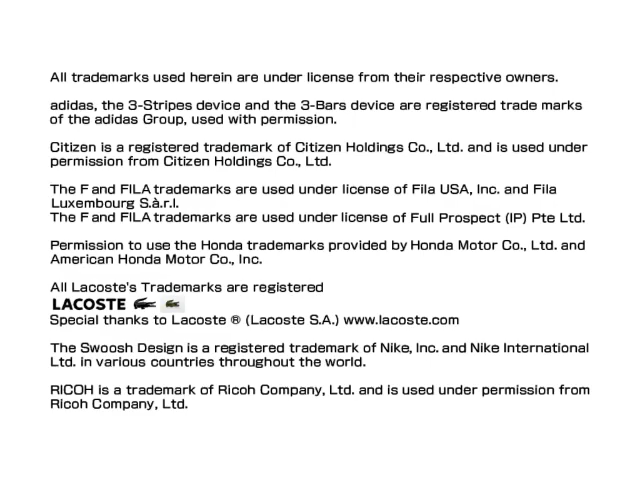 All trademarks used herein are under license from their respective owners.
adidas, the 3-Stripes device and the 3-Bars device are registered trade marks
of the adidas Group, used with permission.
Citizen is a registered trademark of Citizen Holdings Co., Ltd. and is used under
permission from Citizen Holdings Co., Ltd.
The F and FILA trademarks are used under license of Fila USA, Inc. and Fila
Luxembourg S.à.r.l.
The F and FILA trademarks are used under license of Full Prospect (IP) Pte Ltd.
Permission to use the Honda trademarks provided by Honda Motor Co., Ltd. and
American Honda Motor Co., Inc.
All Lacoste's Trademarks are registered
LACOSTE
Special thanks to Lacoste ® (Lacoste S.A.) www.lacoste.com
The Swoosh Design is a registered trademark of Nike, Inc. and Nike International
Ltd. in various countries throughout the world.
RICOH is a trademark of Ricoh Company, Ltd. and is used under permission from
Ricoh Company, Ltd.